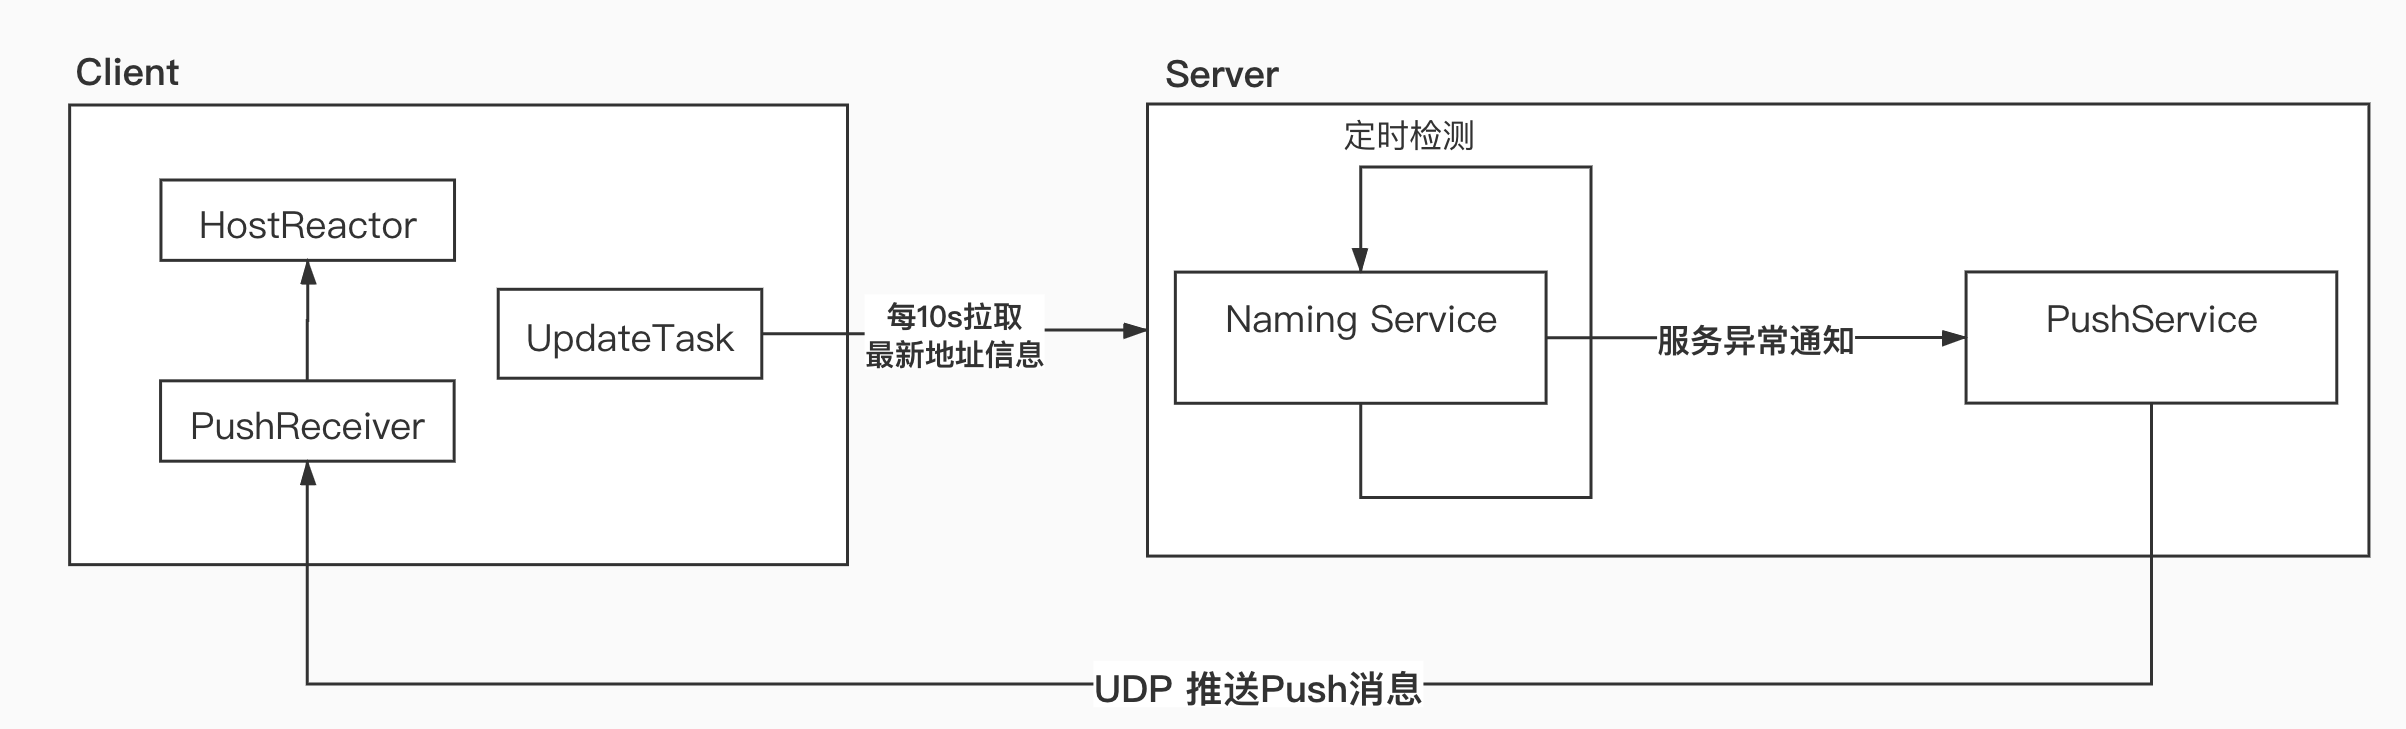 Client
HostReactor
UpdateTask
PushReceiver
每10s拉取
最新地址信息
Server
定时检测
Naming Service
服务异常通知
PushService
UDP 推送Push消息